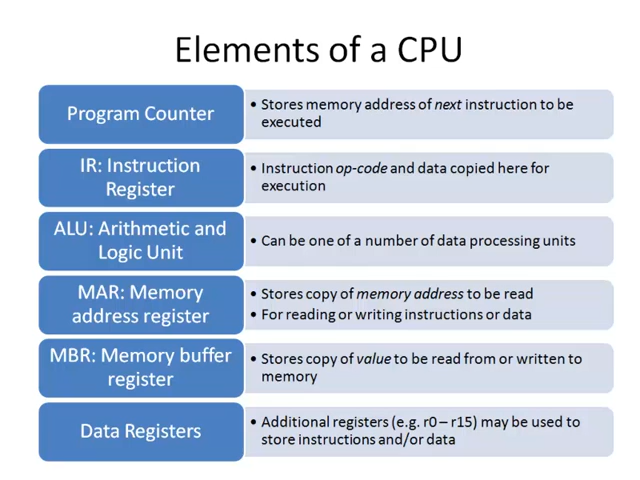 Elements of a CPU
Program Counter
• Stores memory address of next instruction to be
executed
IR: Instruction
Register
• Instruction op-code and data copied here for
execution
ALU: Arithmetic and
Logic Unit
• Can be one of a number of data processing units
MAR: Memory
address register
• Stores copy of memory address to be read
• For reading or writing instructions or data
MBR: Memory buffer
register
• Stores copy of value to be read from or written to
memory
Data Registers
• Additional registers (e.g. r0 – r15) may be used to
store instructions and/or data